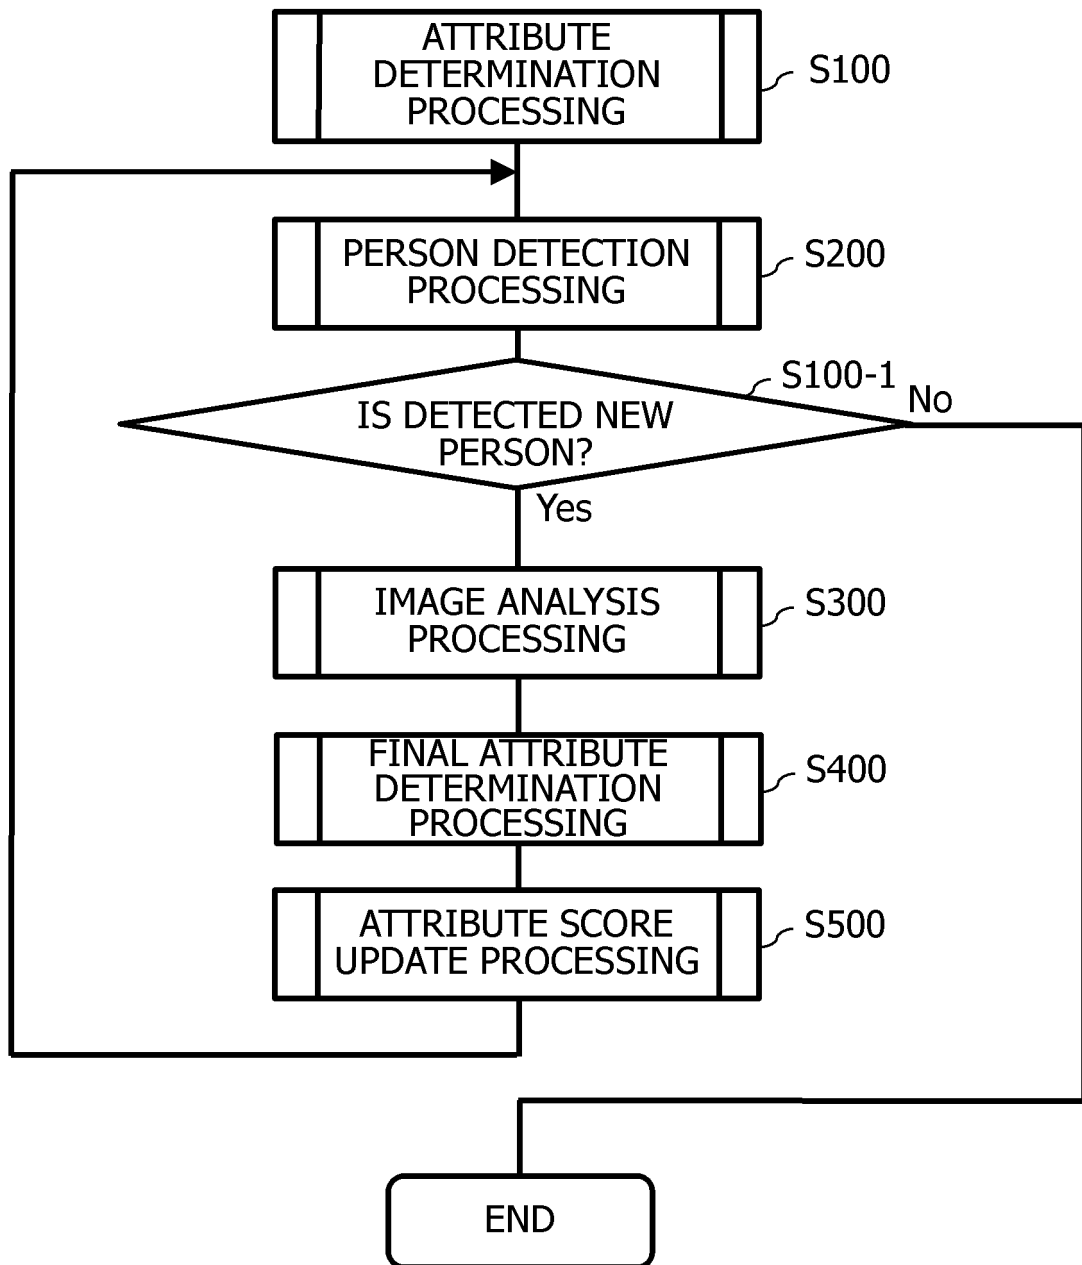 ATTRIBUTE
DETERMINATION
PROCESSING
S100
PERSON DETECTION
PROCESSING
S200
S100-1
IS DETECTED NEW
PERSON?
No
Yes
IMAGE ANALYSIS
PROCESSING
S300
FINAL ATTRIBUTE
DETERMINATION
PROCESSING
S400
ATTRIBUTE SCORE
UPDATE PROCESSING
S500
END